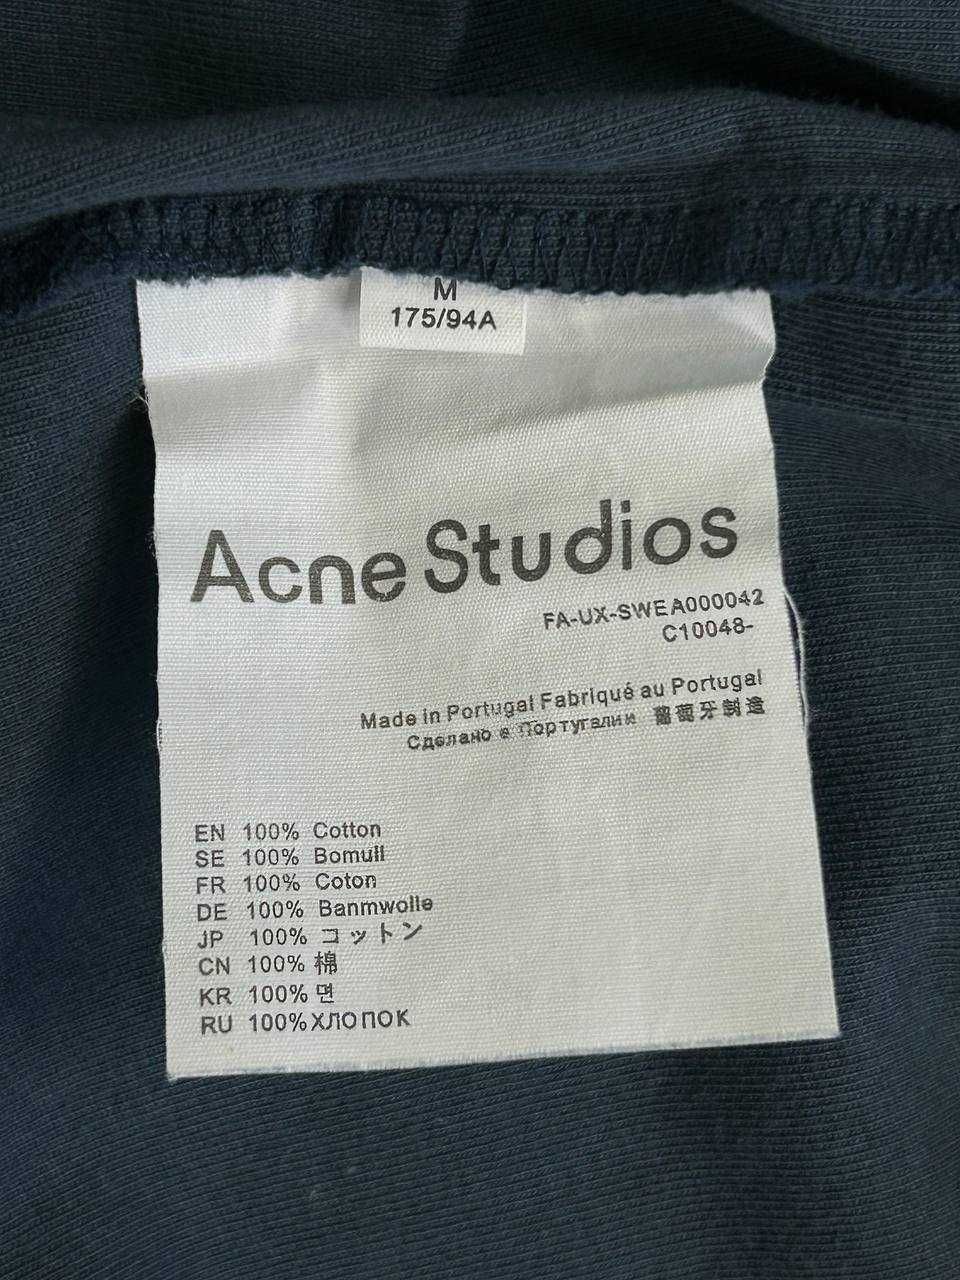 M
175/94A
Acne Studios
FA-UX-SWEA000042
C10048-
Made in Portugal Fabriqué au Portugal
Сделано в Португалии 葡萄牙制造
EN 100% Cotton
SE 100% Bomull
FR 100% Coton
DE 100% Banmwolle
JP 100% コットン
CN 100% 棉
KR 100% 면
RU 100% ХЛОПОК